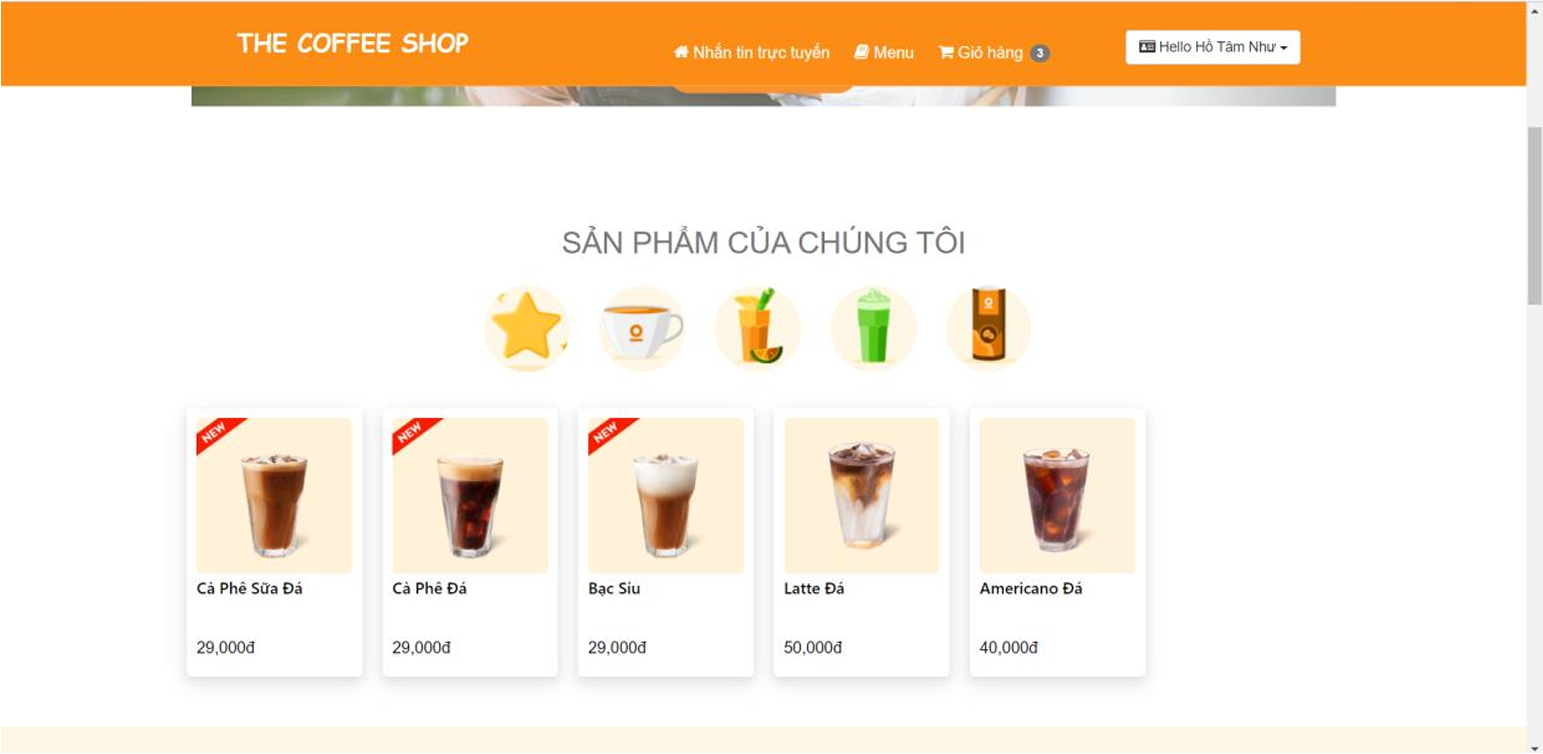 THE COFFEE SHOP
Nhắn tin trực tuyến
Menu
Giỏ hàng 3
Hello Hồ Tâm Như
SẢN PHẨM CỦA CHÚNG TÔI
NEW
NEW
NEW
Cà Phê Sữa Đá
Cà Phê Đá
Bạc Sỉu
Latte Đá
Americano Đá
29,000đ
29,000đ
29,000đ
50,000đ
40,000đ